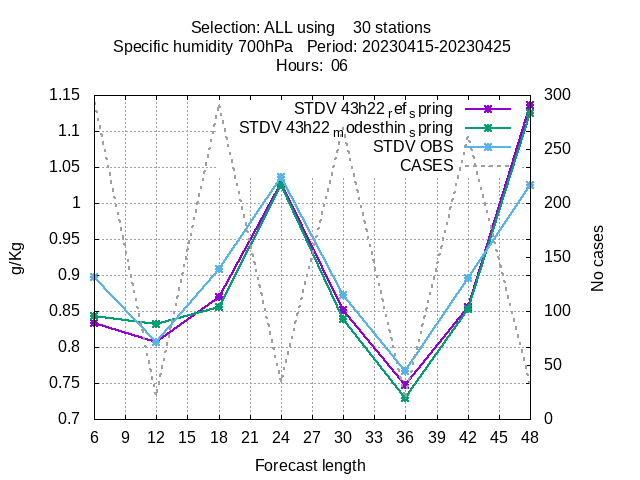 Selection: ALL using    30 stations
Specific humidity 700hPa   Period: 20230415-20230425
Hours:  06
STDV 43h22_ref_spring
STDV 43h22_modesthin_spring
STDV OBS
CASES
1.15
1.1
1.05
1
0.95
0.9
0.85
0.8
0.75
0.7
g/Kg
300
250
200
150
100
50
0
No cases
6 9 12 15 18 21 24 27 30 33 36 39 42 45 48
Forecast length